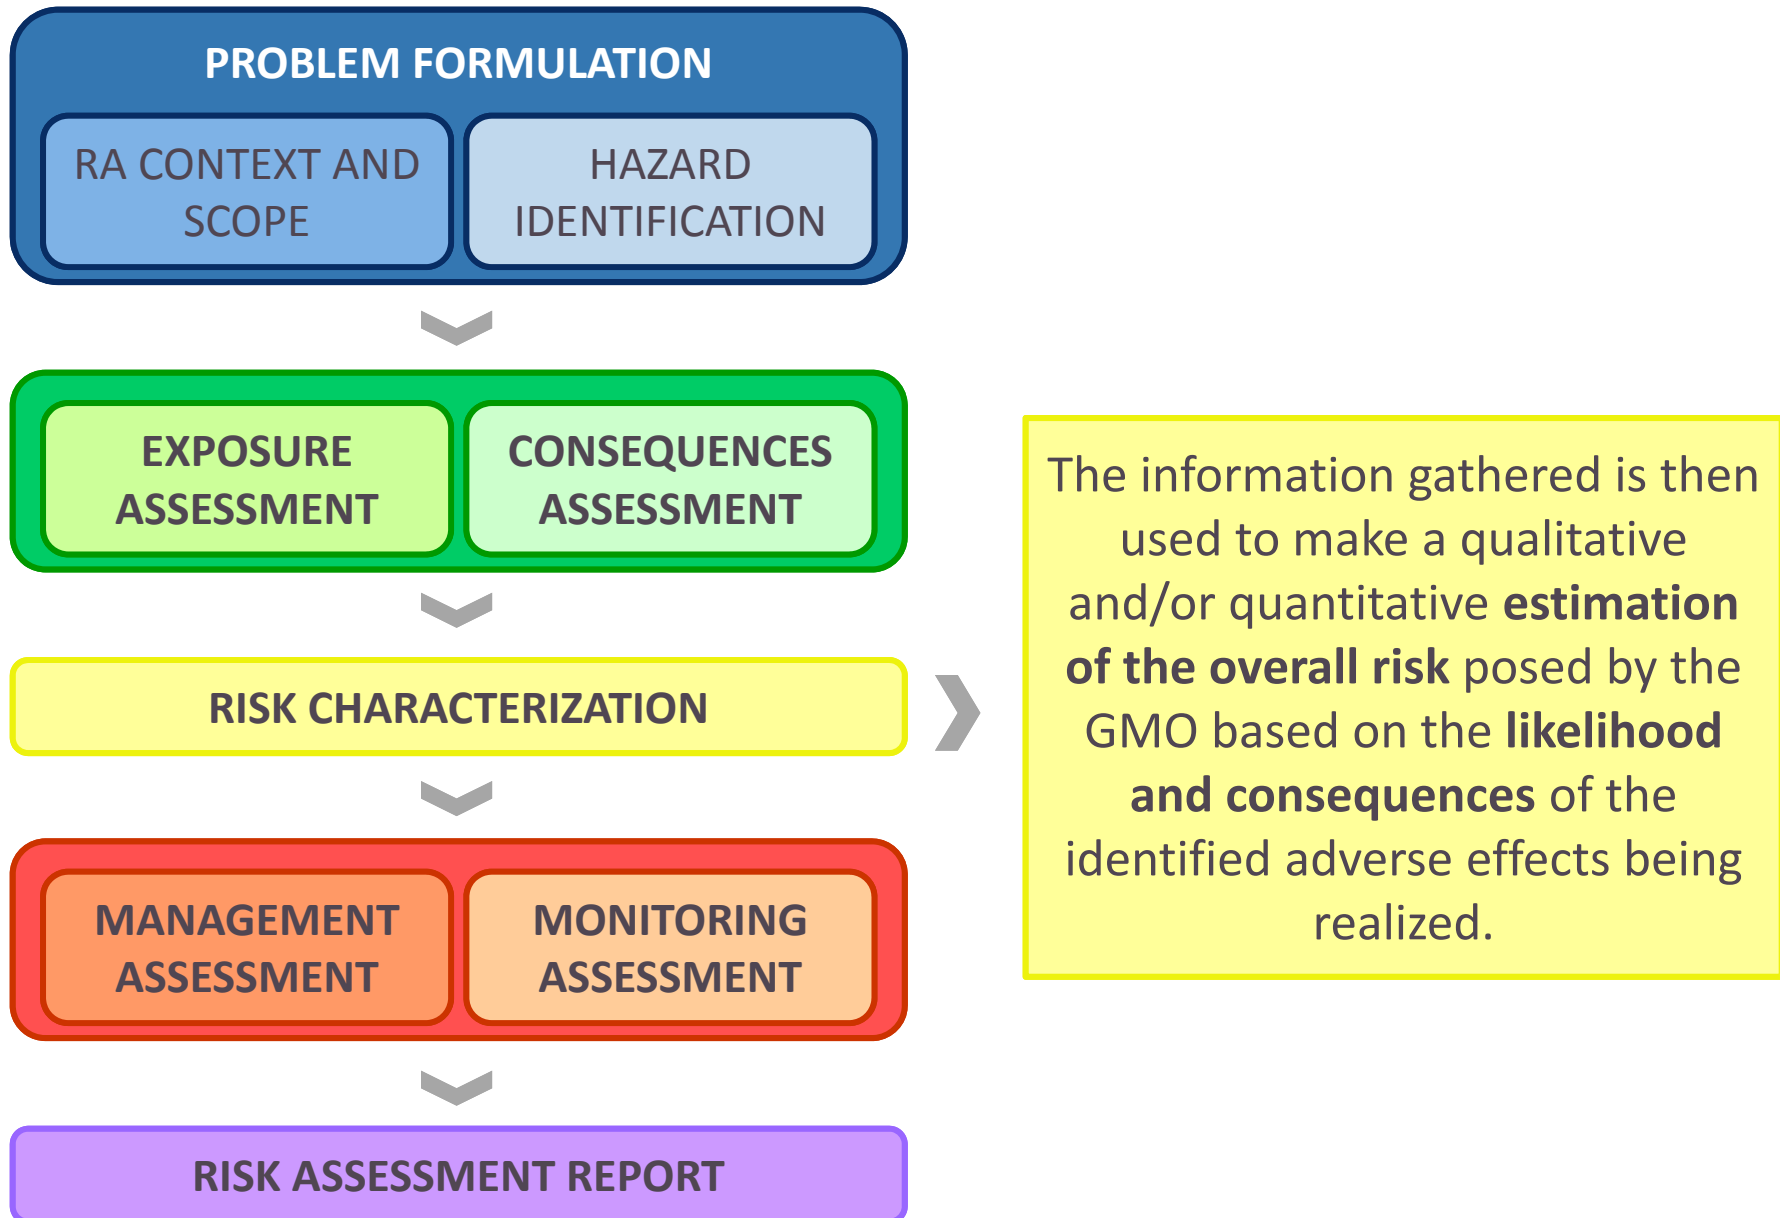 PROBLEM FORMULATION
RA CONTEXT AND
SCOPE
HAZARD
IDENTIFICATION
EXPOSURE
ASSESSMENT
CONSEQUENCES
ASSESSMENT
RISK CHARACTERIZATION
The information gathered is then
used to make a qualitative
and/or quantitative estimation
of the overall risk posed by the
GMO based on the likelihood
and consequences of the
identified adverse effects being
realized.
MANAGEMENT
ASSESSMENT
MONITORING
ASSESSMENT
RISK ASSESSMENT REPORT